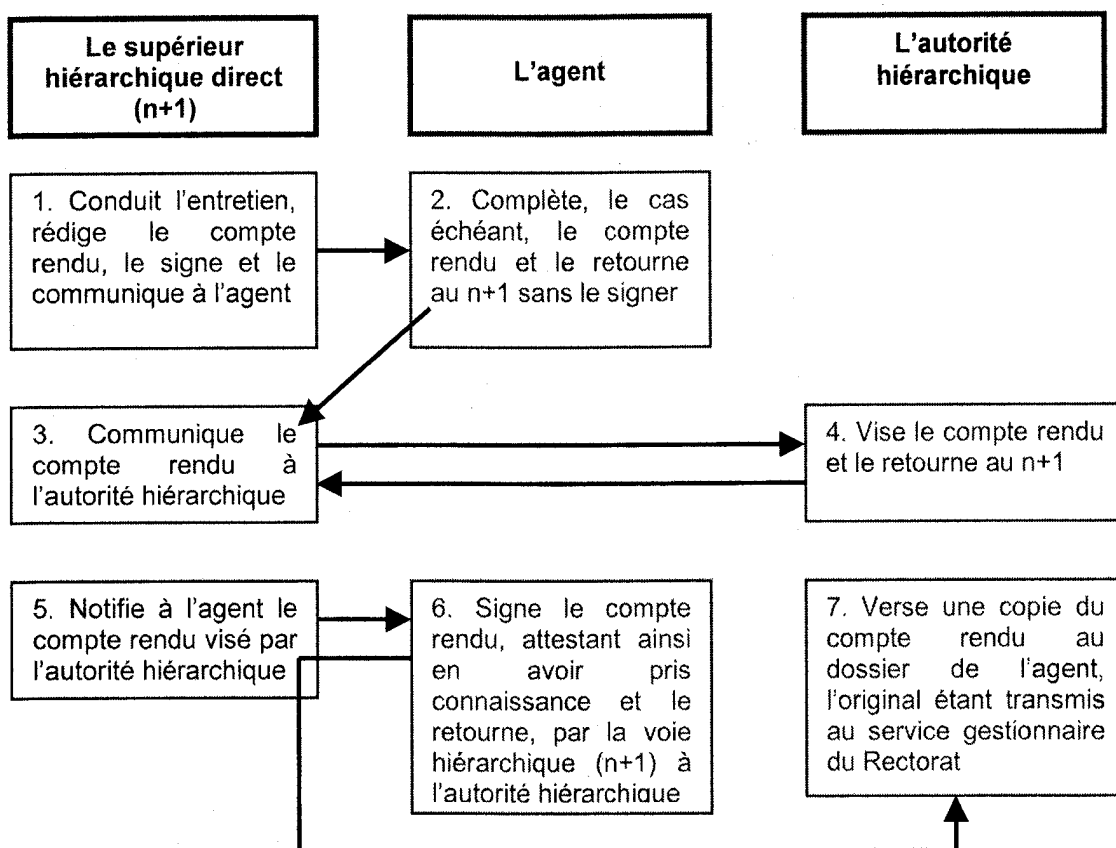 Le supérieur
hiérarchique direct
(n+1)
L'agent
L'autorité
hiérarchique
1. Conduit l'entretien,
rédige le compte
rendu, le signe et le
communique à l'agent
2. Complète, le cas
échéant, le compte
rendu et le retourne
au n+1 sans le signer
3. Communique le
compte rendu à
l'autorité hiérarchique
4. Vise le compte rendu
et le retourne au n+1
5. Notifie à l'agent le
compte rendu visé par
l'autorité hiérarchique
6. Signe le compte
rendu, attestant ainsi
en avoir pris
connaissance et le
retourne, par la voie
hiérarchique (n+1) à
l'autorité hiérarchique
7. Verse une copie du
compte rendu au
dossier de l'agent,
l'original étant transmis
au service gestionnaire
du Rectorat